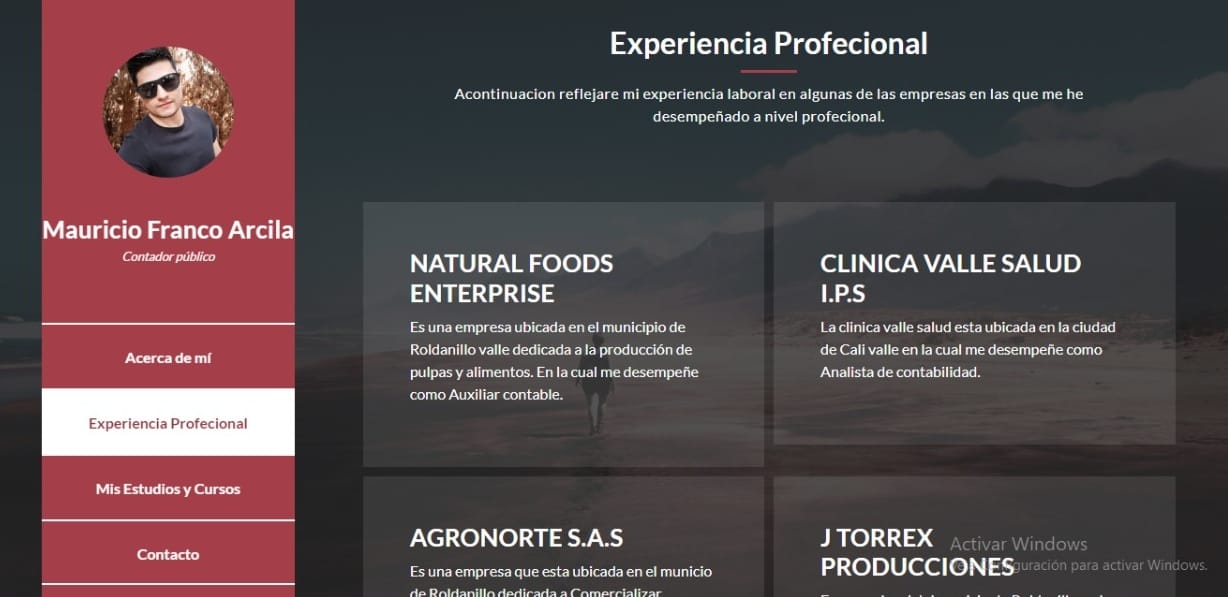 Mauricio Franco Arcila
Contador público
Acerca de mí
Experiencia Profecional
Mis Estudios y Cursos
Contacto
Experiencia Profecional
Acontinuacion reflejare mi experiencia laboral en algunas de las empresas en las que me he
desempeñado a nivel profecional.
NATURAL FOODS
ENTERPRISE
Es una empresa ubicada en el municipio de
Roldanillo valle dedicada a la producción de
pulpas y alimentos. En la cual me desempeñe
como Auxiliar contable.
CLINICA VALLE SALUD
I.P.S
La clinica valle salud esta ubicada en la ciudad
de Cali valle en la cual me desempeñe como
Analista de contabilidad.
AGRONORTE S.A.S
Es una empresa que esta ubicada en el municio
de Roldanillo dedicada a Comercializar
J TORREX
PRODUCCIONES
Activar Windows
para activar Windows.